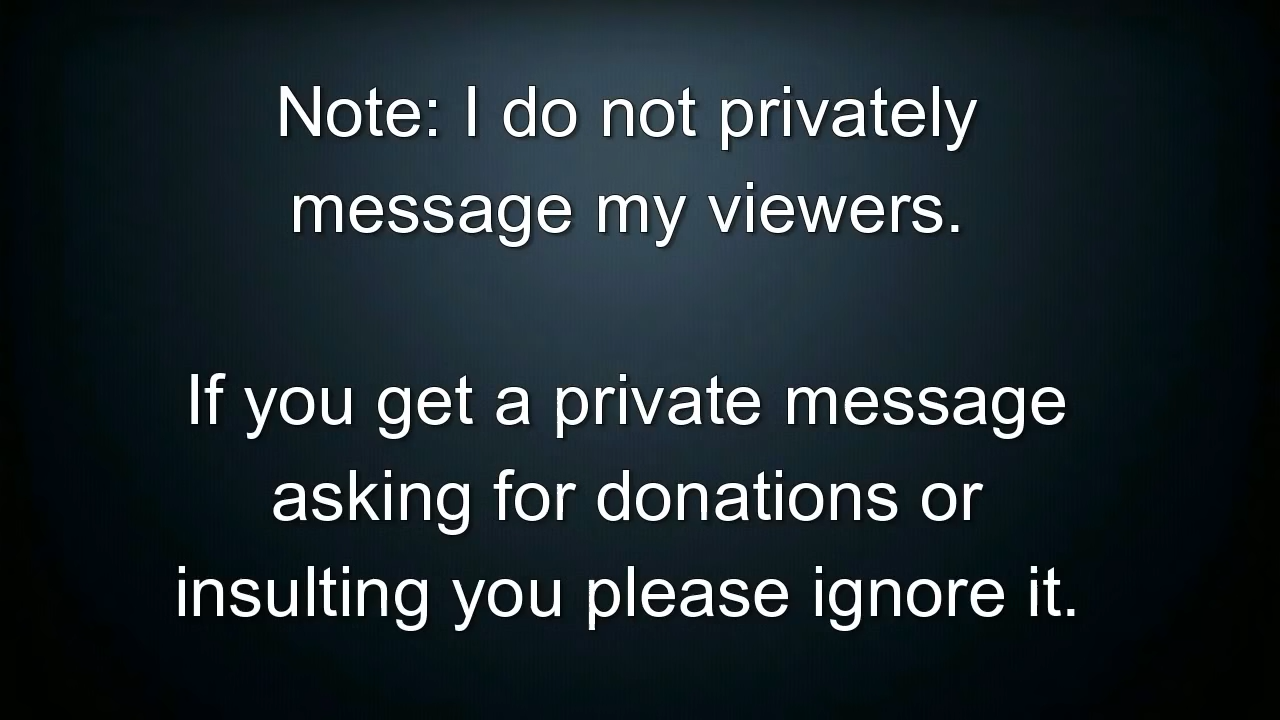 Note: I do not privately
message my viewers.
If you get a private message
asking for donations or
insulting you please ignore it.